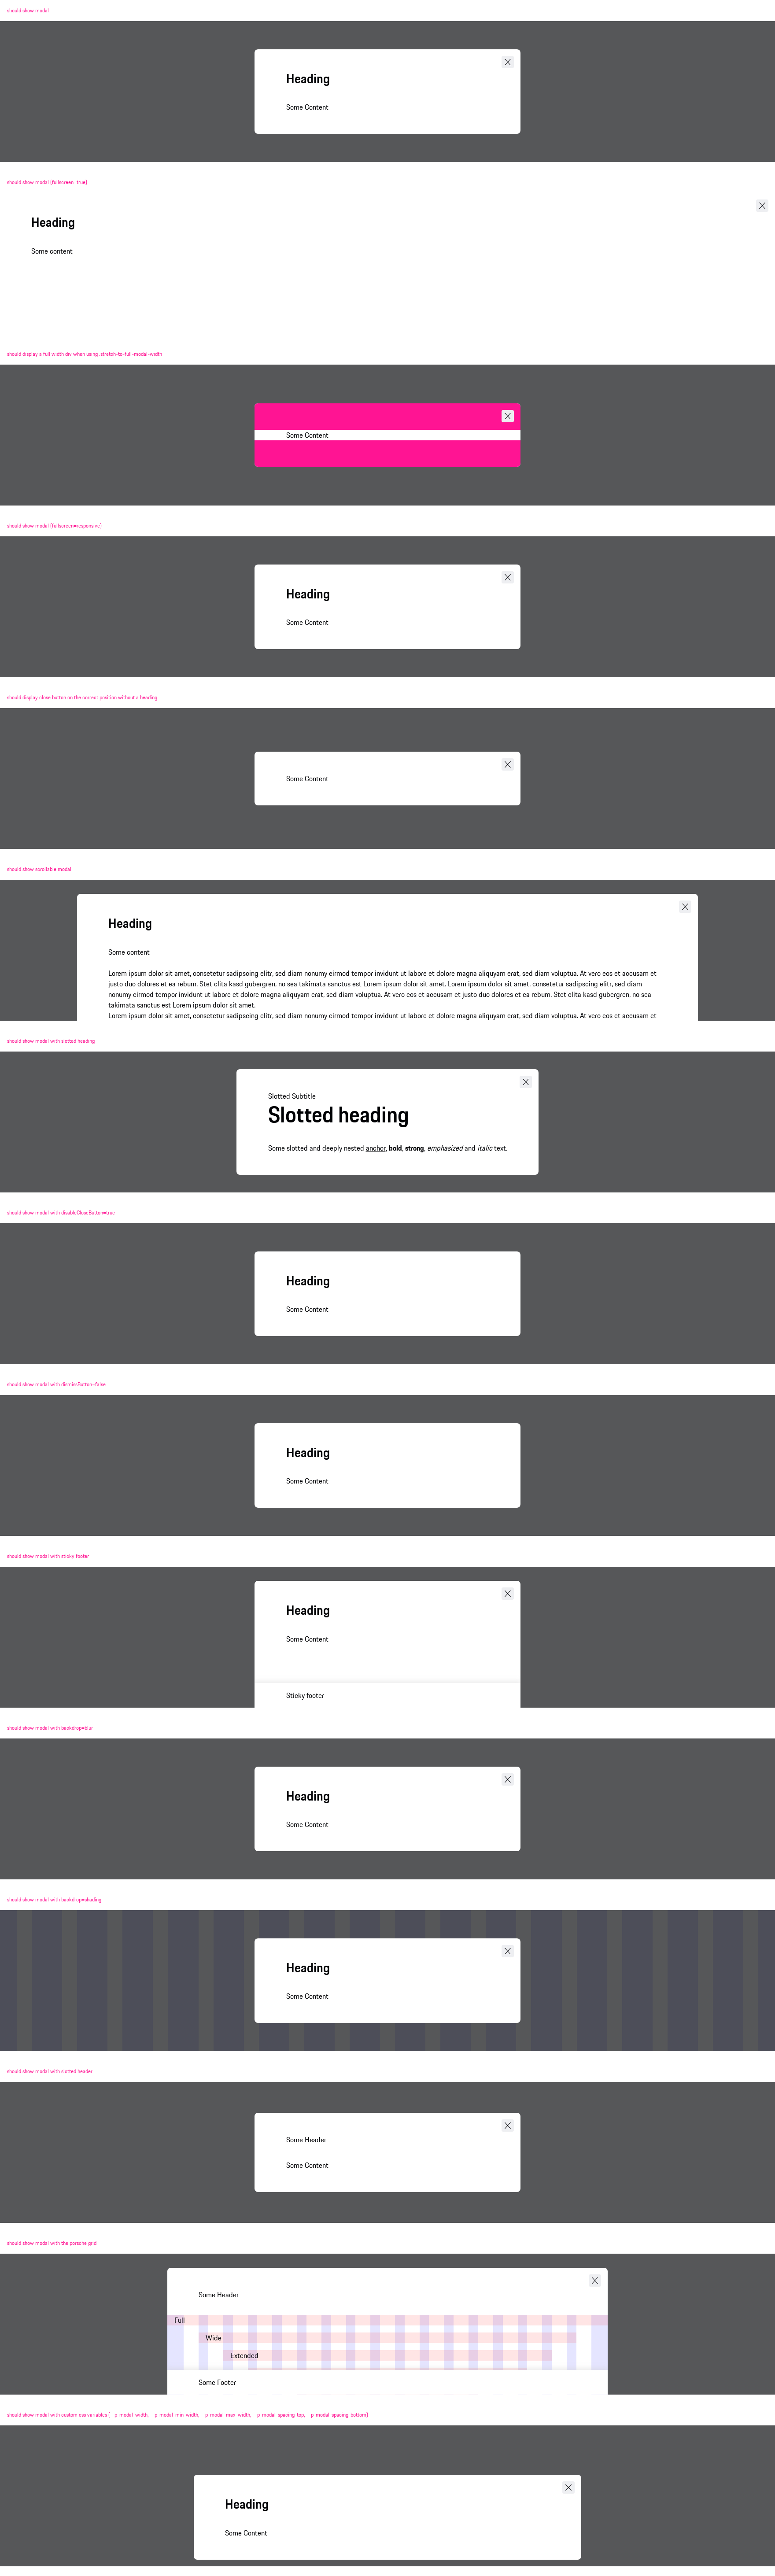 should show modal
Heading
Some Content
should show modal (fullscreen=true)
Heading
Some content
should display a full width div when using .stretch-to-full-modal-width
Some Content
should show modal (fullscreen=responsive)
Heading
Some Content
should display close button on the correct position without a heading.
Some Content
should show scrollable modal
Heading
Some content
Lorem ipsum dolor sit amet, consetetur sadipscing elitr, sed diam nonumy eirmod tempor invidunt ut labore et dolore magna aliquyam erat, sed diam voluptua. At vero eos et accusam et
justo duo dolores et ea rebum. Stet clita kasd gubergren, no sea takimata sanctus est Lorem ipsum dolor sit amet. Lorem ipsum dolor sit amet, consetetur sadipscing elitr, sed diam
nonumy eirmod tempor invidunt ut labore et dolore magna aliquyam erat, sed diam voluptua. At vero eos et accusam et justo duo dolores et ea rebum. Stet clita kasd gubergren, no sea
takimata sanctus est Lorem ipsum dolor sit amet.
Lorem ipsum dolor sit amet, consetetur sadipscing elitr, sed diam nonumy eirmod tempor invidunt ut labore et dolore magna aliquyam erat, sed diam voluptua. At vero eos et accusam et
should show modal with slotted heading
Slotted Subtitle
Slotted heading
Some slotted and deeply nested anchor, bold, strong, emphasized and italic text.
should show modal with disableCloseButton=true
Heading
Some Content
should show modal with dismissButton=false
Heading
Some Content
should show modal with sticky footer
Heading
Some Content
Sticky footer
should show modal with backdrop=blur
Heading
Some Content
should show modal with backdrop=shading
Heading
Some Content
should show modal with slotted header
Some Header
Some Content
should show modal with the porsche grid
Some Header
Full
Wide
Extended
Some Footer
should show modal with custom css variables (--p-modal-width, --p-modal-min-width, --p-modal-max-width, --p-modal-spacing-top, --p-modal-spacing-bottom)
Heading
Some Content